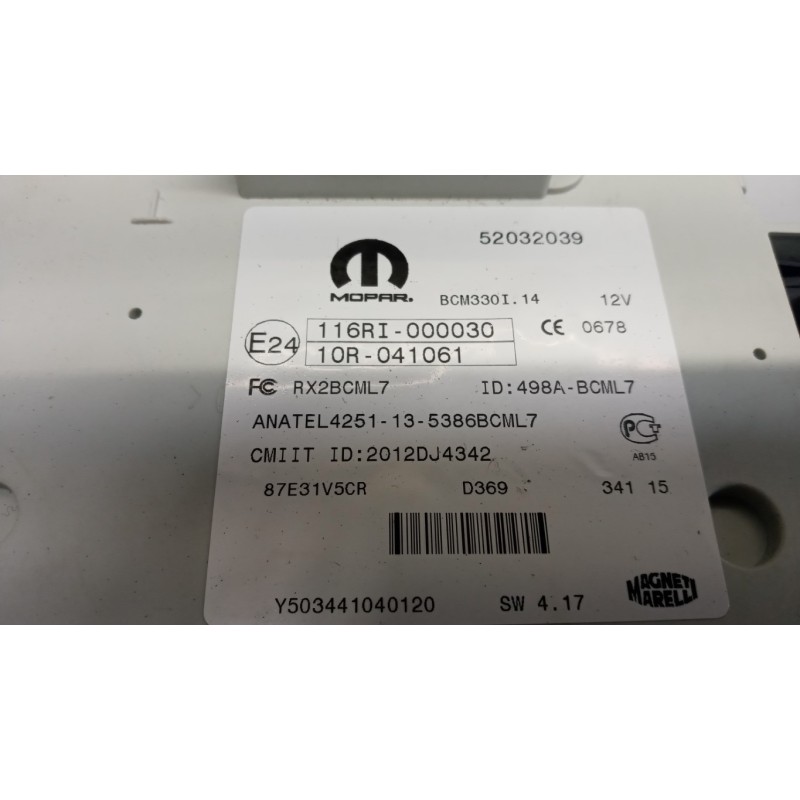 52032039
MOPAR.
BCM330I.14 12V
E24 116RI-000030 CE 0678
10R-041061
FC RX2BCML7 ID:498A-BCML7
ANATEL4251-13-5386BCML7
CMIIT ID:2012DJ4342
AB15
87E31V5CR D369 341 15
Y503441040120 SW 4.17
MAGNETI
MARELLI